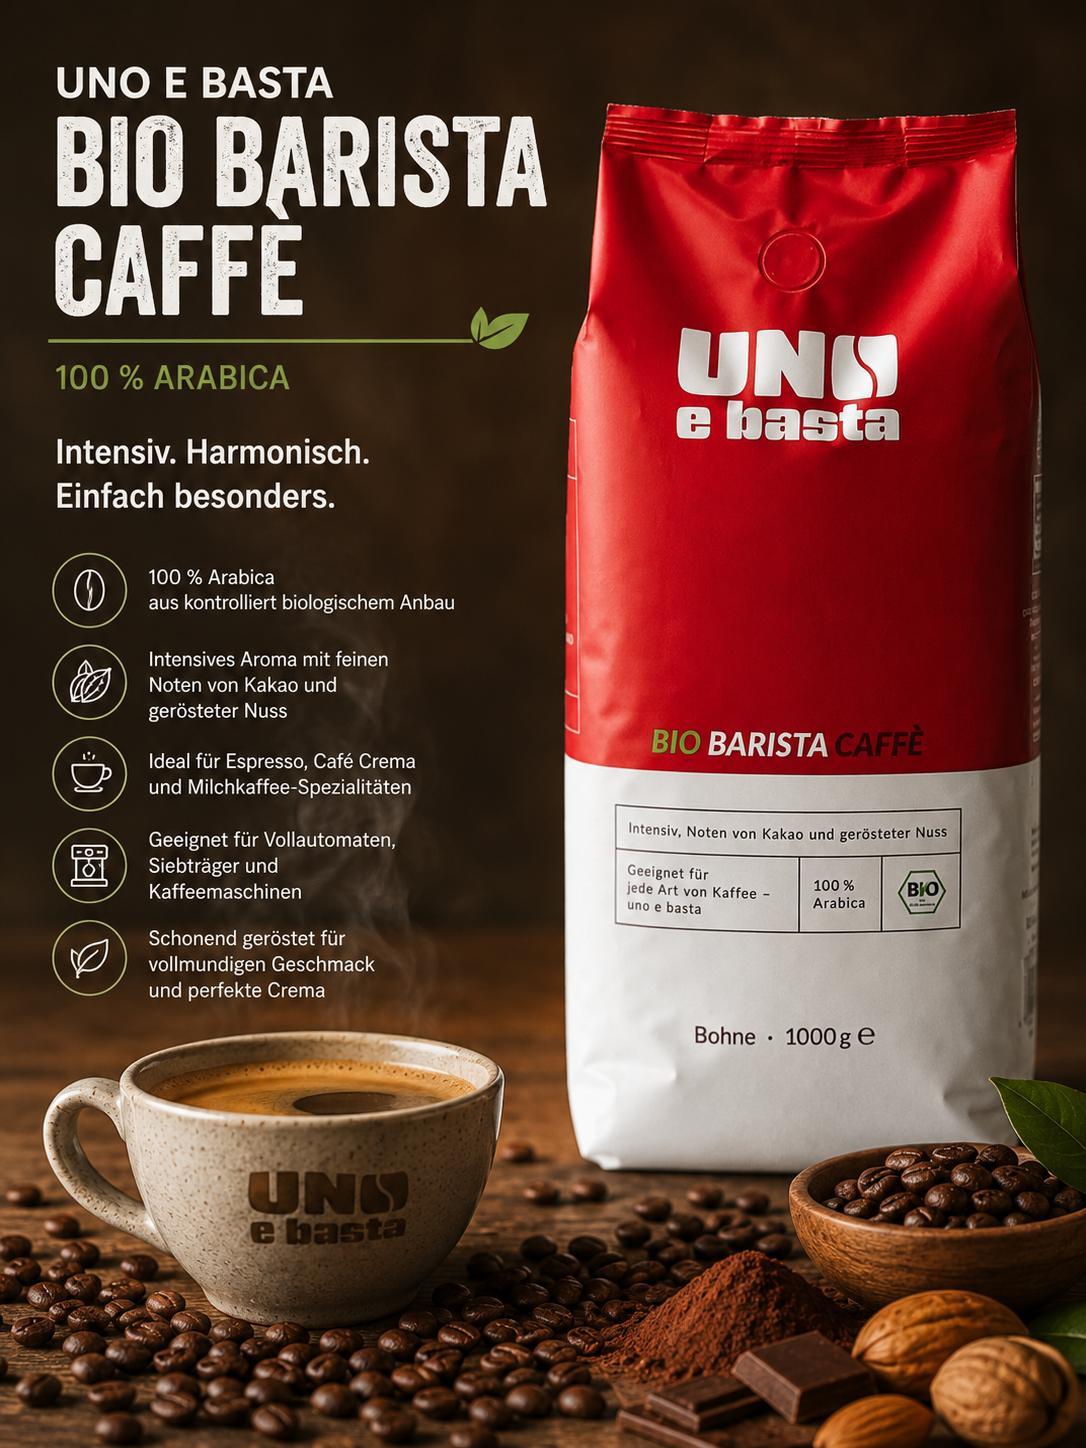 UNO E BASTA
BIO BARISTA
CAFFÈ
100 % ARABICA
Intensiv. Harmonisch.
Einfach besonders.
100 % Arabica
aus kontrolliert biologischem Anbau
Intensives Aroma mit feinen
Noten von Kakao und
gerösteter Nuss
Ideal für Espresso, Café Crema
und Milchkaffee-Spezialitäten
Geeignet für Vollautomaten,
Siebträger und
Kaffeemaschinen
Schonend geröstet für
vollmundigen Geschmack
und perfekte Crema
UNO
e basta
BIO BARISTA CAFFÈ
Intensiv, Noten von Kakao und gerösteter Nuss
Geeignet für
jede Art von Kaffee –
uno e basta
100 %
Arabica
BIO
Bohne · 1000 g ℮
UNO
e basta